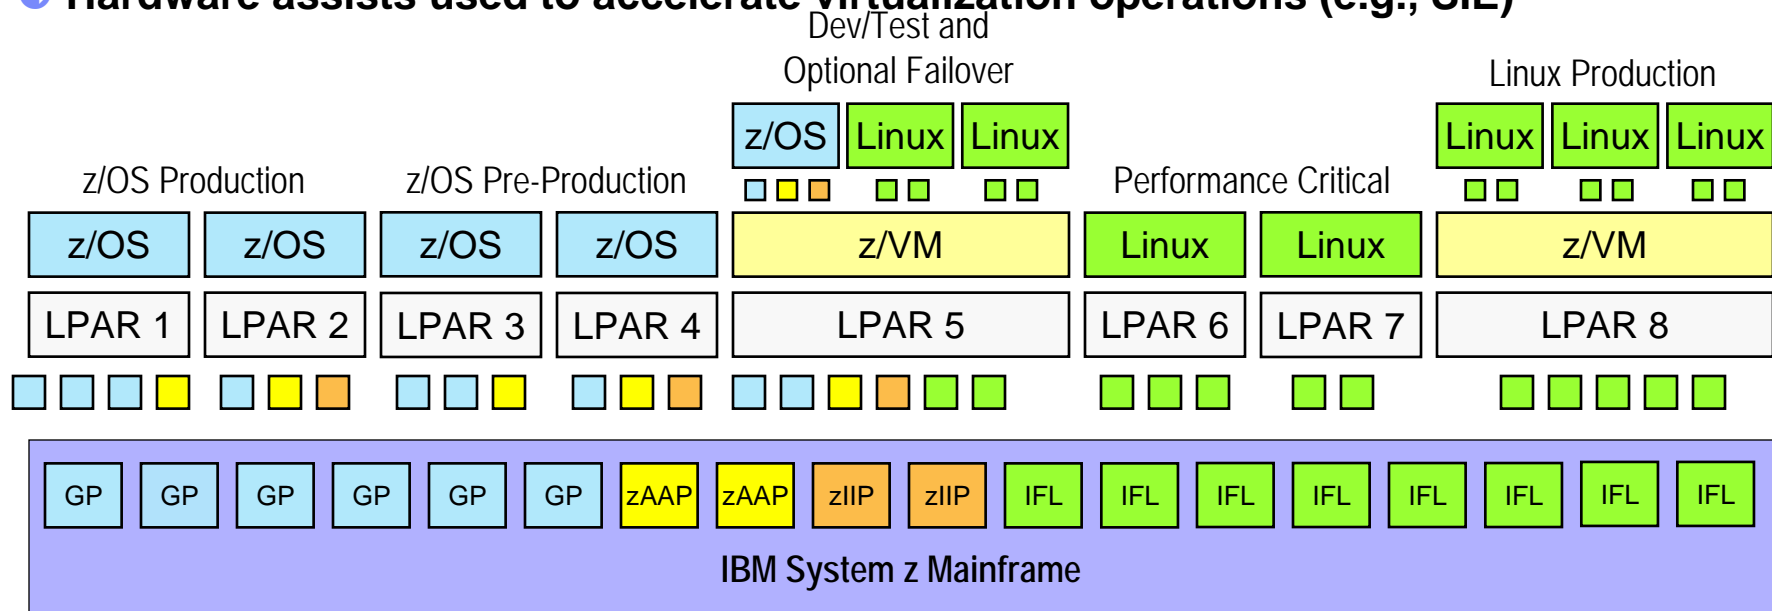 Hardware assists used to accelerate virtualization operations (e.g., SIE)
Dev/Test and
Optional Failover
Linux Production
z/OS Linux Linux
Linux Linux Linux
z/OS Production z/OS Pre-Production Performance Critical
z/OS z/OS z/OS z/OS z/VM Linux Linux z/VM
LPAR 1 LPAR 2 LPAR 3 LPAR 4 LPAR 5 LPAR 6 LPAR 7 LPAR 8
GP GP GP GP GP GP zAAP zAAP zIIP zIIP IFL IFL IFL IFL IFL IFL IFL IFL
IBM System z Mainframe